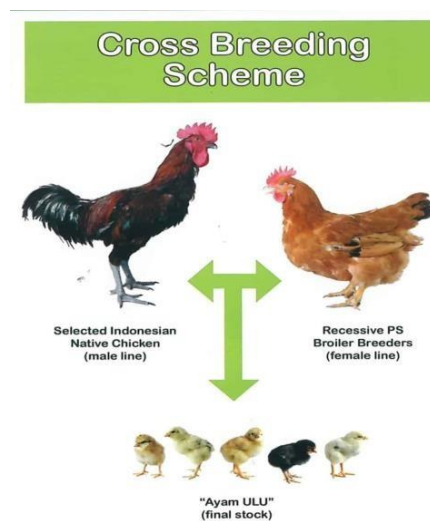 Cross Breeding
Scheme
Selected Indonesian
Native Chicken
(male line)
Recessive PS
Broiler Breeders
(female line)
"Ayam ULU"
(final stock)